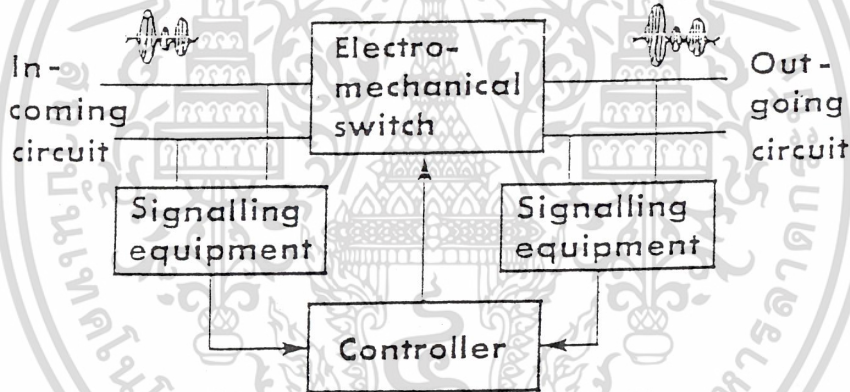 In-
coming
circuit
Electro-
mechanical
switch
Out-
going
circuit
Signalling
equipment
Signalling
equipment
Controller